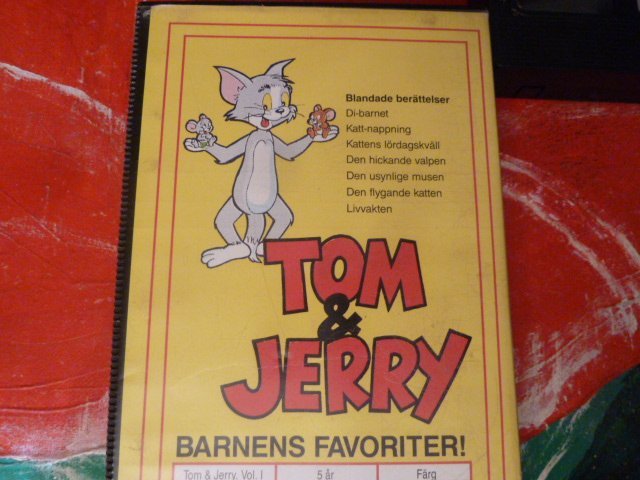 Blandade berättelser
Di-barnet
Katt-nappning
Kattens lördagskväll
Den hickande valpen
Den usynlige musen
Den flygande katten
Livvakten
TOM
&
JERRY
BARNENS FAVORITER!
Tom & Jerry, Vol. I 5 år Färg